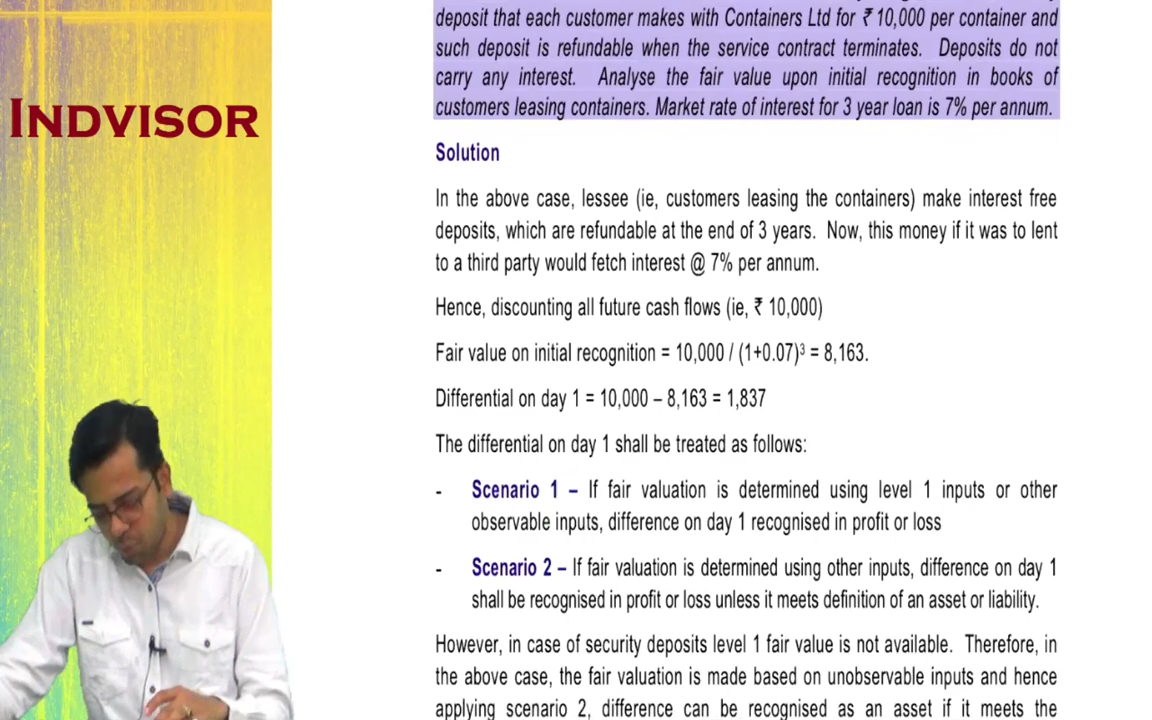 deposit that each customer makes with Containers Ltd for ₹ 10,000 per container and
such deposit is refundable when the service contract terminates. Deposits do not
carry any interest. Analyse the fair value upon initial recognition in books of
customers leasing containers. Market rate of interest for 3 year loan is 7% per annum.
INDVISOR
Solution
In the above case, lessee (ie, customers leasing the containers) make interest free
deposits, which are refundable at the end of 3 years. Now, this money if it was to lent
to a third party would fetch interest @ 7% per annum.
Hence, discounting all future cash flows (ie, ₹ 10,000)
Fair value on initial recognition = 10,000 / (1+0.07)³ = 8,163.
Differential on day 1 = 10,000 – 8,163 = 1,837
The differential on day 1 shall be treated as follows:
- Scenario 1 – If fair valuation is determined using level 1 inputs or other
observable inputs, difference on day 1 recognised in profit or loss
- Scenario 2 – If fair valuation is determined using other inputs, difference on day 1
shall be recognised in profit or loss unless it meets definition of an asset or liability.
However, in case of security deposits level 1 fair value is not available. Therefore, in
the above case, the fair valuation is made based on unobservable inputs and hence
applying scenario 2, difference can be recognised as an asset if it meets the